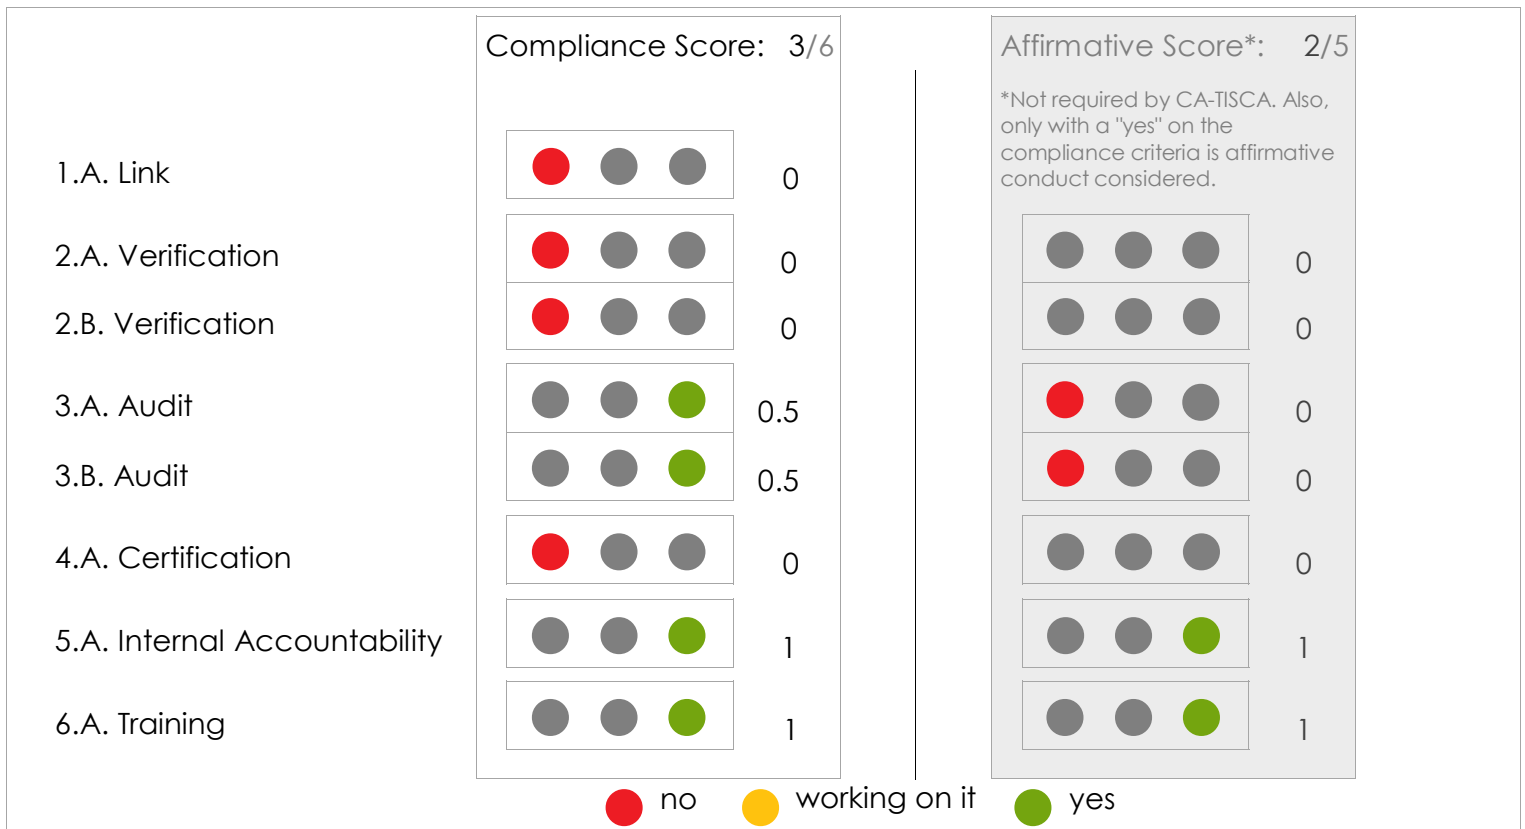 Compliance Score: 3/6
Affirmative Score*: 2/5
*Not required by CA-TISCA. Also,
only with a "yes" on the
compliance criteria is affirmative
conduct considered.
1.A. Link 0
2.A. Verification 0 0
2.B. Verification 0 0
3.A. Audit 0.5 0
3.B. Audit 0.5 0
4.A. Certification 0 0
5.A. Internal Accountability 1 1
6.A. Training 1 1
no working on it yes